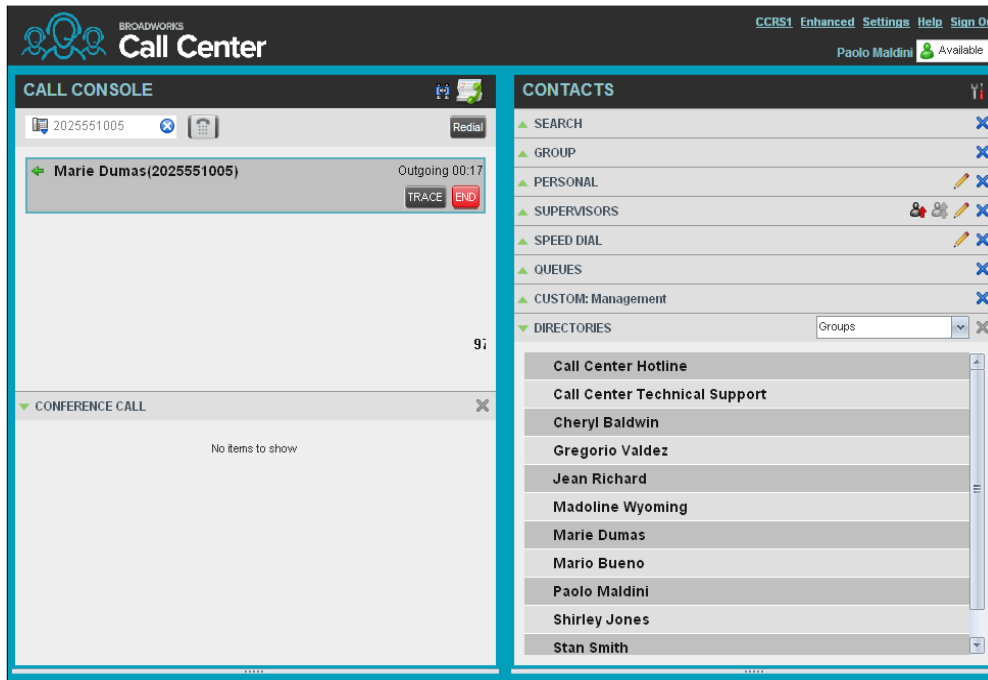 BROADWORKS
Call Center
CCRS1 Enhanced Settings Help Sign O
Paolo Maldini Available
CALL CONSOLE
2025551005 Redial
Marie Dumas(2025551005) Outgoing 00:17
TRACE END
97
CONFERENCE CALL
No items to show
CONTACTS
SEARCH
GROUP
PERSONAL
SUPERVISORS
SPEED DIAL
QUEUES
CUSTOM: Management
DIRECTORIES Groups
Call Center Hotline
Call Center Technical Support
Cheryl Baldwin
Gregorio Valdez
Jean Richard
Madoline Wyoming
Marie Dumas
Mario Bueno
Paolo Maldini
Shirley Jones
Stan Smith